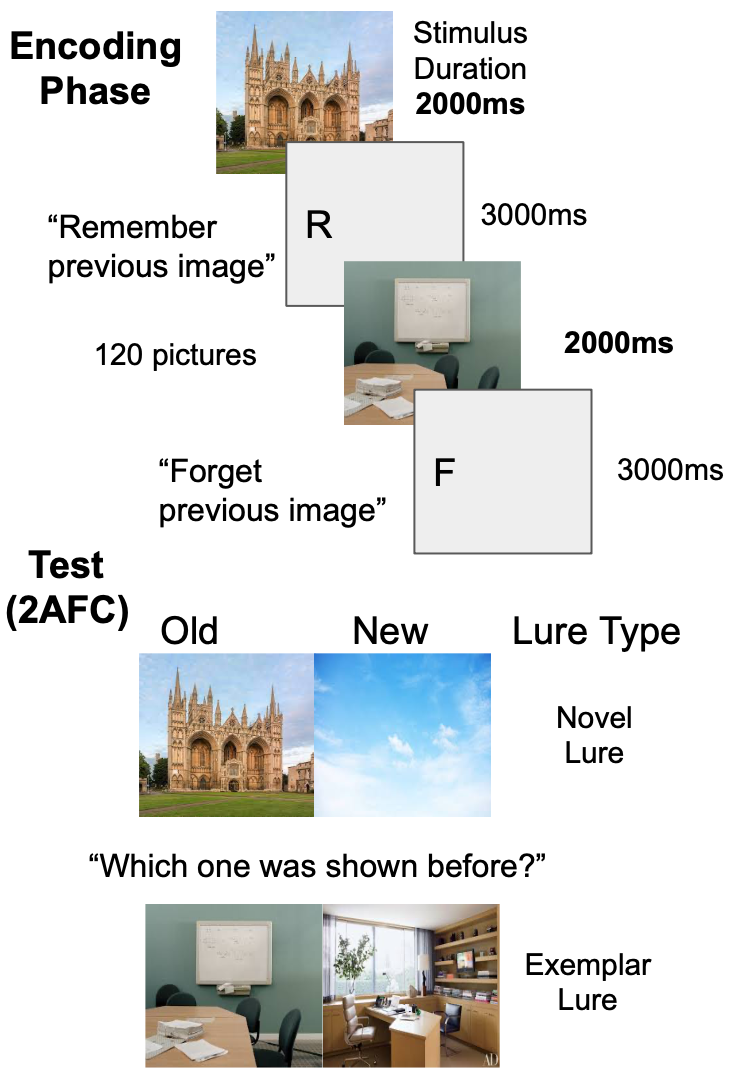 Encoding
Phase
Stimulus
Duration
2000ms
R
3000ms
“Remember
previous image”
120 pictures
2000ms
“Forget
previous image”
F
3000ms
Test
(2AFC)
Old
New
Lure Type
Novel
Lure
“Which one was shown before?”
Exemplar
Lure
AD